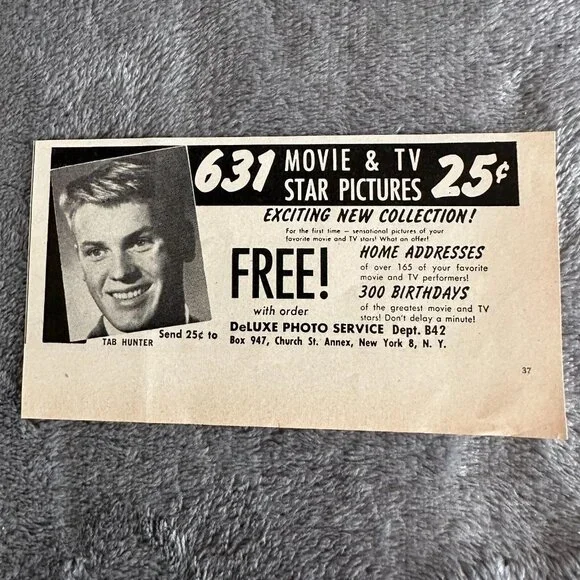 631 MOVIE & TV
STAR PICTURES 25¢
EXCITING NEW COLLECTION!
For the first time — sensational pictures of your
favorite movie and TV stars! What an offer!
FREE!
with order
HOME ADDRESSES
of over 165 of your favorite
movie and TV performers!
300 BIRTHDAYS
of the greatest movie and TV
stars! Don't delay a minute!
TAB HUNTER
Send 25¢ to DeLUXE PHOTO SERVICE Dept. B42
Box 947, Church St. Annex, New York 8, N. Y.
37